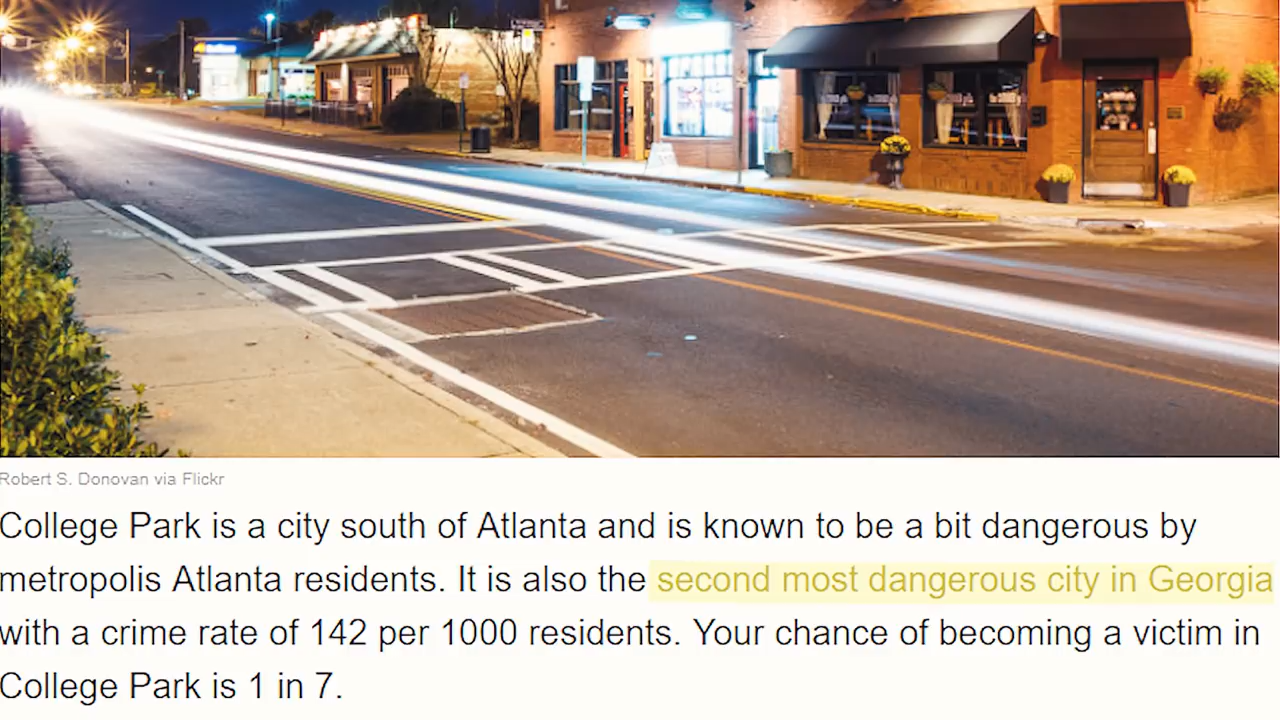 Robert S. Donovan via Flickr
College Park is a city south of Atlanta and is known to be a bit dangerous by
metropolis Atlanta residents. It is also the second most dangerous city in Georgia
with a crime rate of 142 per 1000 residents. Your chance of becoming a victim in
College Park is 1 in 7.